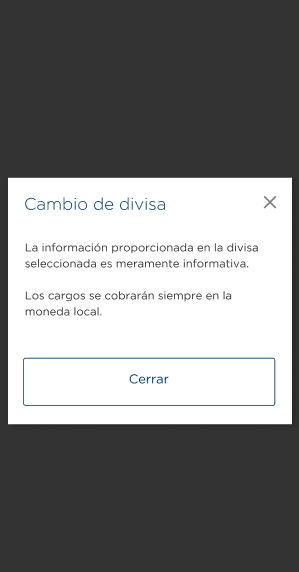 Cambio de divisa
La información proporcionada en la divisa
seleccionada es meramente informativa.
Los cargos se cobrarán siempre en la
moneda local.
Cerrar